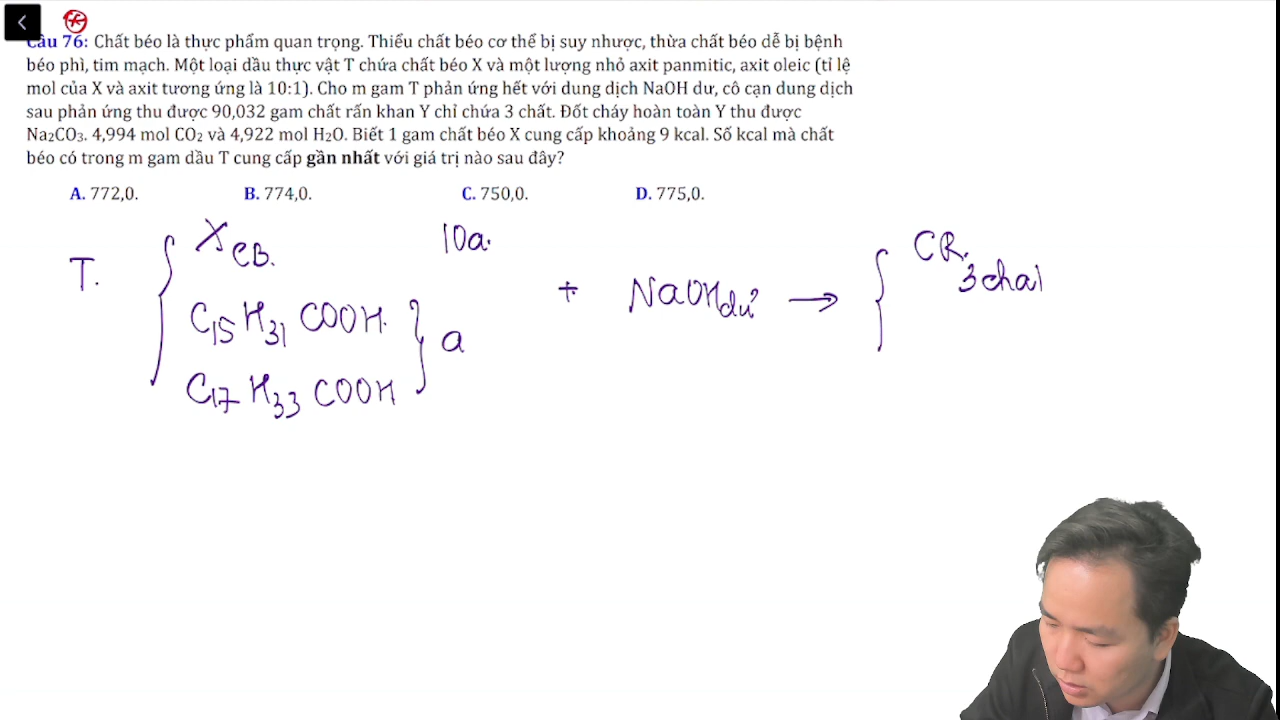 Câu 76: Chất béo là thực phẩm quan trọng. Thiểu chất béo cơ thể bị suy nhược, thừa chất béo dễ bị bệnh
béo phì, tim mạch. Một loại dầu thực vật T chứa chất béo X và một lượng nhỏ axit panmitic, axit oleic (tỉ lệ
mol của X và axit tương ứng là 10:1). Cho m gam T phản ứng hết với dung dịch NaOH dư, cô cạn dung dịch
sau phản ứng thu được 90,032 gam chất rắn khan Y chỉ chứa 3 chất. Đốt cháy hoàn toàn Y thu được
Na₂CO₃. 4,994 mol CO₂ và 4,922 mol H₂O. Biết 1 gam chất béo X cung cấp khoảng 9 kcal. Số kcal mà chất
béo có trong m gam dầu T cung cấp gần nhất với giá trị nào sau đây?
A. 772,0. B. 774,0. C. 750,0. D. 775,0.
T. X CB. 10a.
C₁₅H₃₁COOH.
C₁₇H₃₃COOH
a
+ NaOH dư → CR. 3 chất